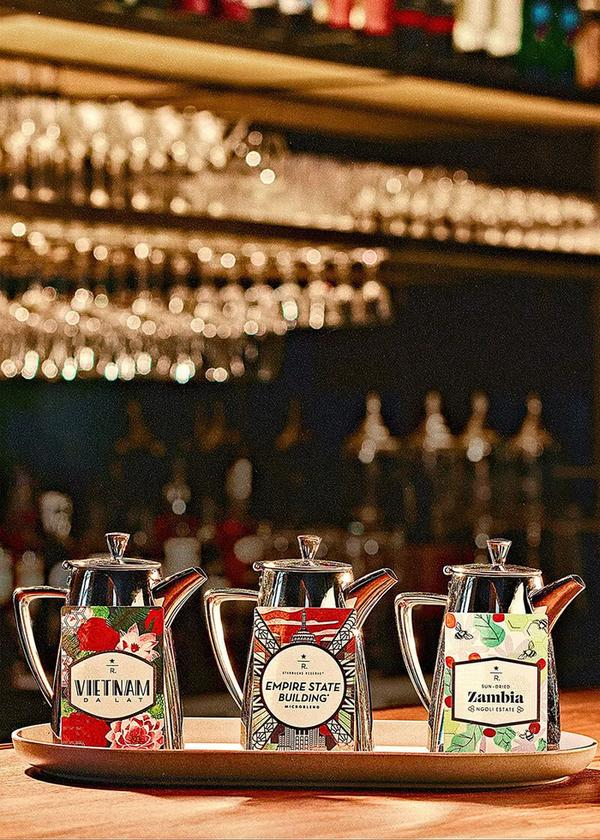 R.
VIETNAM
DA LAT
R.
STARBUCKS RESERVE
EMPIRE STATE
BUILDING
MICROBLEND
R.
SUN-DRIED
Zambia
NGOLI ESTATE